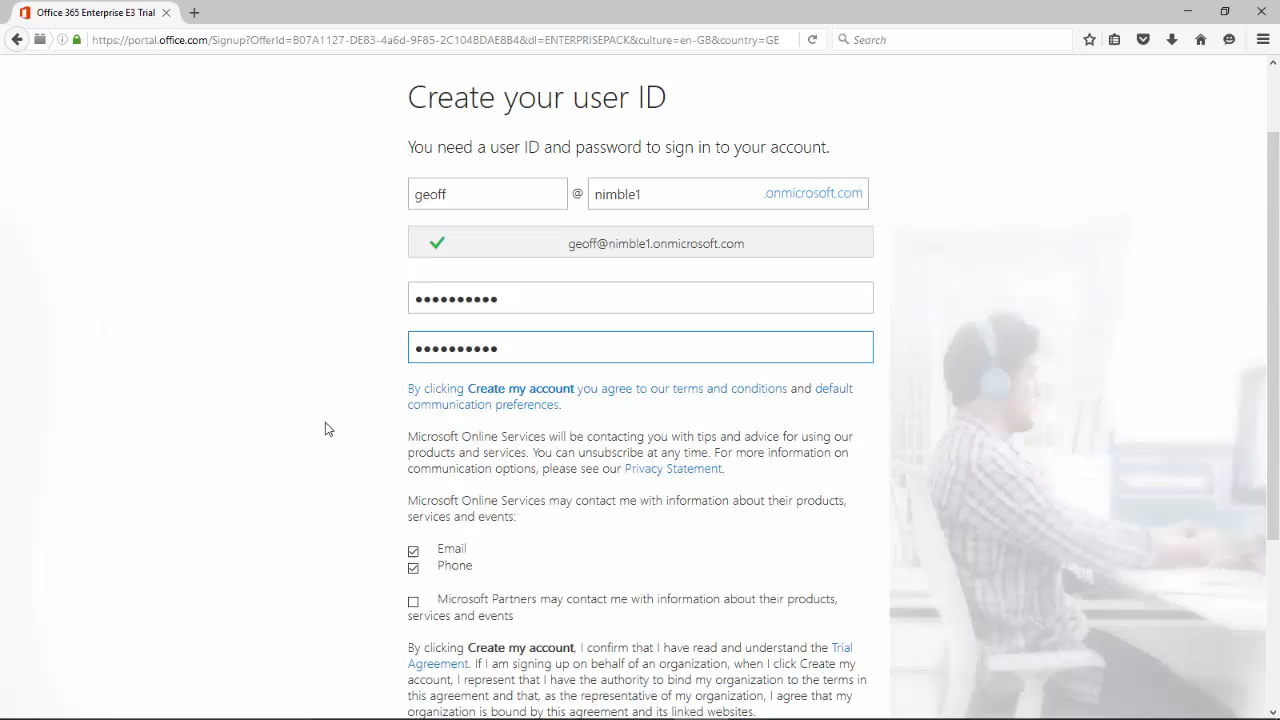 Office 365 Enterprise E3 Trial
https://portal.office.com/Signup?OfferId=B07A1127-DE83-4a6d-9F85-2C104BDAE8B4&dl=ENTERPRISEPACK&culture=en-GB&country=GB
Search
Create your user ID
You need a user ID and password to sign in to your account.
geoff @ nimble1 .onmicrosoft.com
geoff@nimble1.onmicrosoft.com
••••••••••
••••••••••
By clicking Create my account you agree to our terms and conditions and default
communication preferences.
Microsoft Online Services will be contacting you with tips and advice for using our
products and services. You can unsubscribe at any time. For more information on
communication options, please see our Privacy Statement.
Microsoft Online Services may contact me with information about their products,
services and events:
Email
Phone
Microsoft Partners may contact me with information about their products,
services and events
By clicking Create my account, I confirm that I have read and understand the Trial
Agreement. If I am signing up on behalf of an organization, when I click Create my
account, I represent that I have the authority to bind my organization to the terms in
this agreement and that, as the representative of my organization, I agree that my
organization is bound by this agreement and its linked websites.